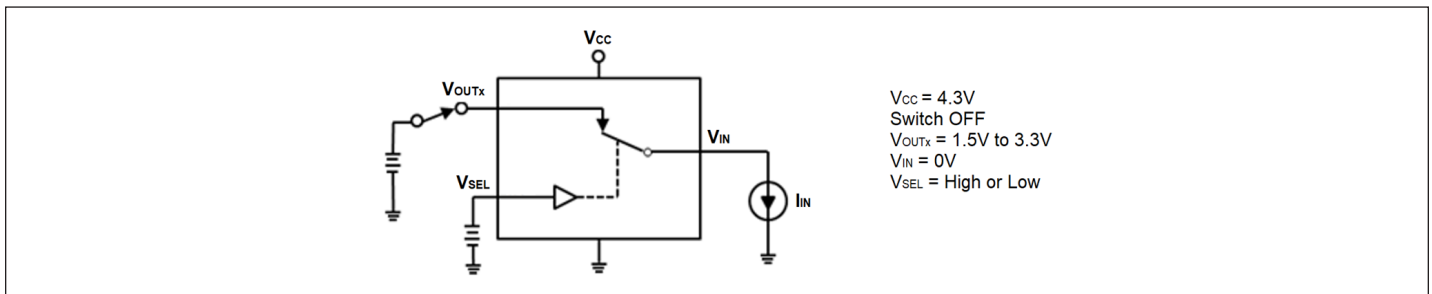 Vcc
VOUTx
VIN
VSEL
IIN
Vcc = 4.3V
Switch OFF
VOUTx = 1.5V to 3.3V
VIN = 0V
VSEL = High or Low